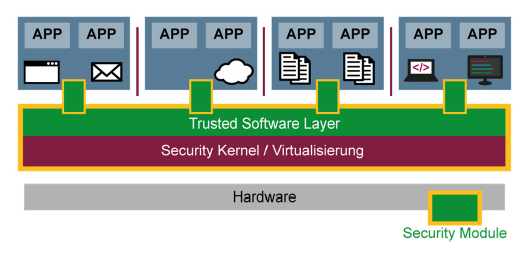 APP APP APP APP APP APP APP APP
</>
Trusted Software Layer
Security Kernel / Virtualisierung
Hardware
Security Module